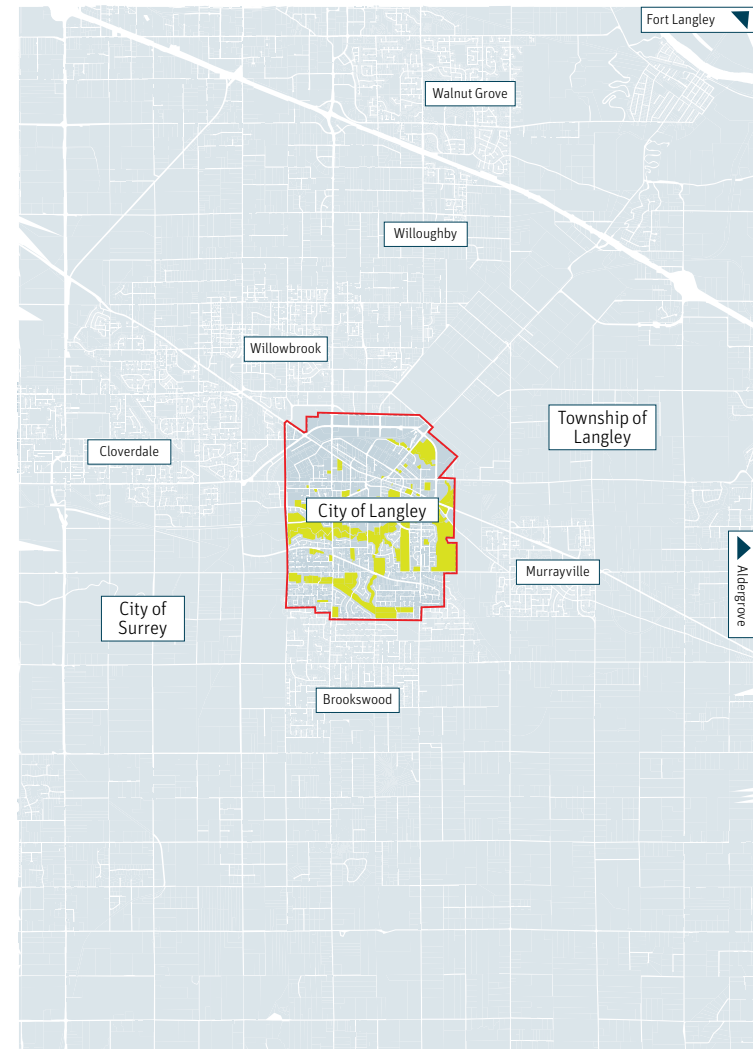 Fort Langley
Walnut Grove
Willoughby
Willowbrook
Township of
Langley
Cloverdale
City of Langley
Murrayville
Aldergrove
City of
Surrey
Brookswood